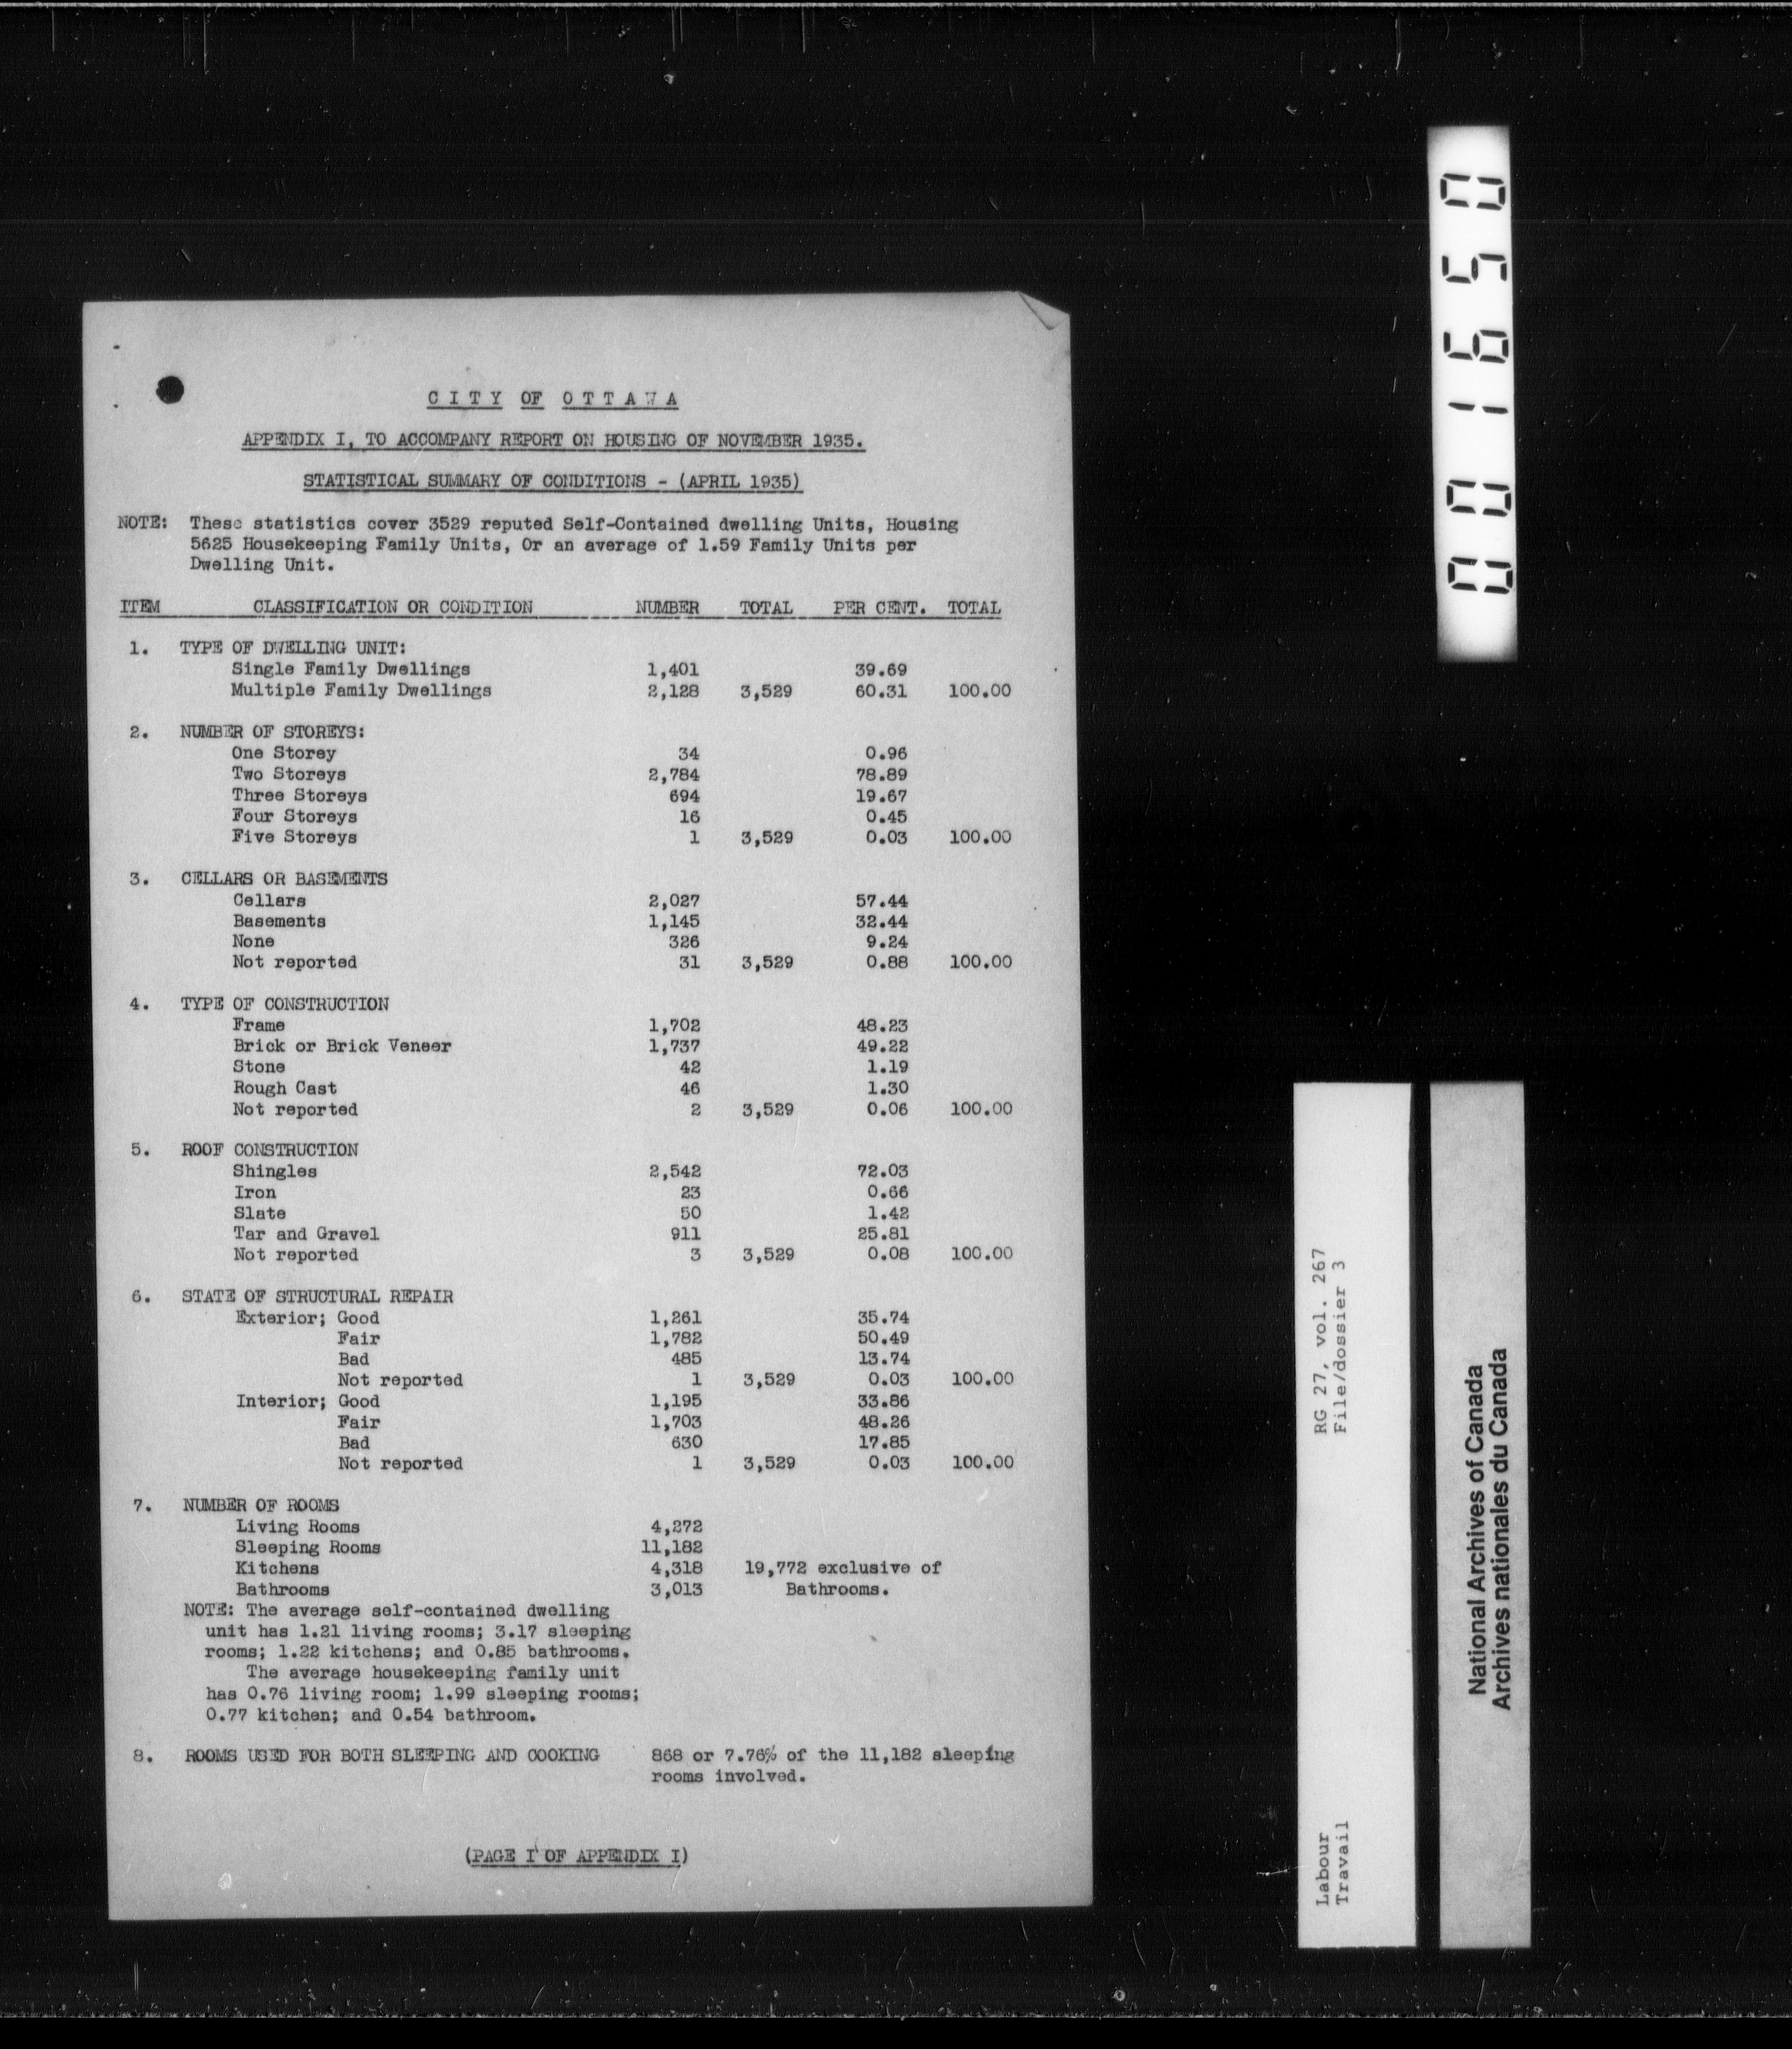 C I T Y OF O T T A W A
APPENDIX I, TO ACCOMPANY REPORT ON HOUSING OF NOVEMBER 1935.
STATISTICAL SUMMARY OF CONDITIONS - (APRIL 1935)
NOTE: These statistics cover 3529 reputed Self-Contained dwelling Units, Housing
5625 Housekeeping Family Units, Or an average of 1.59 Family Units per
Dwelling Unit.
ITEM CLASSIFICATION OR CONDITION NUMBER TOTAL PER CENT. TOTAL
1. TYPE OF DWELLING UNIT:
Single Family Dwellings 1,401 39.69
Multiple Family Dwellings 2,128 3,529 60.31 100.00
2. NUMBER OF STOREYS:
One Storey 34 0.96
Two Storeys 2,784 78.89
Three Storeys 694 19.67
Four Storeys 16 0.45
Five Storeys 1 3,529 0.03 100.00
3. CELLARS OR BASEMENTS
Cellars 2,027 57.44
Basements 1,145 32.44
None 326 9.24
Not reported 31 3,529 0.88 100.00
4. TYPE OF CONSTRUCTION
Frame 1,702 48.23
Brick or Brick Veneer 1,737 49.22
Stone 42 1.19
Rough Cast 46 1.30
Not reported 2 3,529 0.06 100.00
5. ROOF CONSTRUCTION
Shingles 2,542 72.03
Iron 23 0.66
Slate 50 1.42
Tar and Gravel 911 25.81
Not reported 3 3,529 0.08 100.00
6. STATE OF STRUCTURAL REPAIR
Exterior; Good 1,261 35.74
Fair 1,782 50.49
Bad 485 13.74
Not reported 1 3,529 0.03 100.00
Interior; Good 1,195 33.86
Fair 1,703 48.26
Bad 630 17.85
Not reported 1 3,529 0.03 100.00
7. NUMBER OF ROOMS
Living Rooms 4,272
Sleeping Rooms 11,182
Kitchens 4,318 19,772 exclusive of
Bathrooms 3,013 Bathrooms.
NOTE: The average self-contained dwelling
unit has 1.21 living rooms; 3.17 sleeping
rooms; 1.22 kitchens; and 0.85 bathrooms.
The average housekeeping family unit
has 0.76 living room; 1.99 sleeping rooms;
0.77 kitchen; and 0.54 bathroom.
8. ROOMS USED FOR BOTH SLEEPING AND COOKING 868 or 7.76% of the 11,182 sleeping
rooms involved.
(PAGE I OF APPENDIX I)
001650
Labour RG 27, vol. 267
Travail File/dossier 3
National Archives of Canada
Archives nationales du Canada